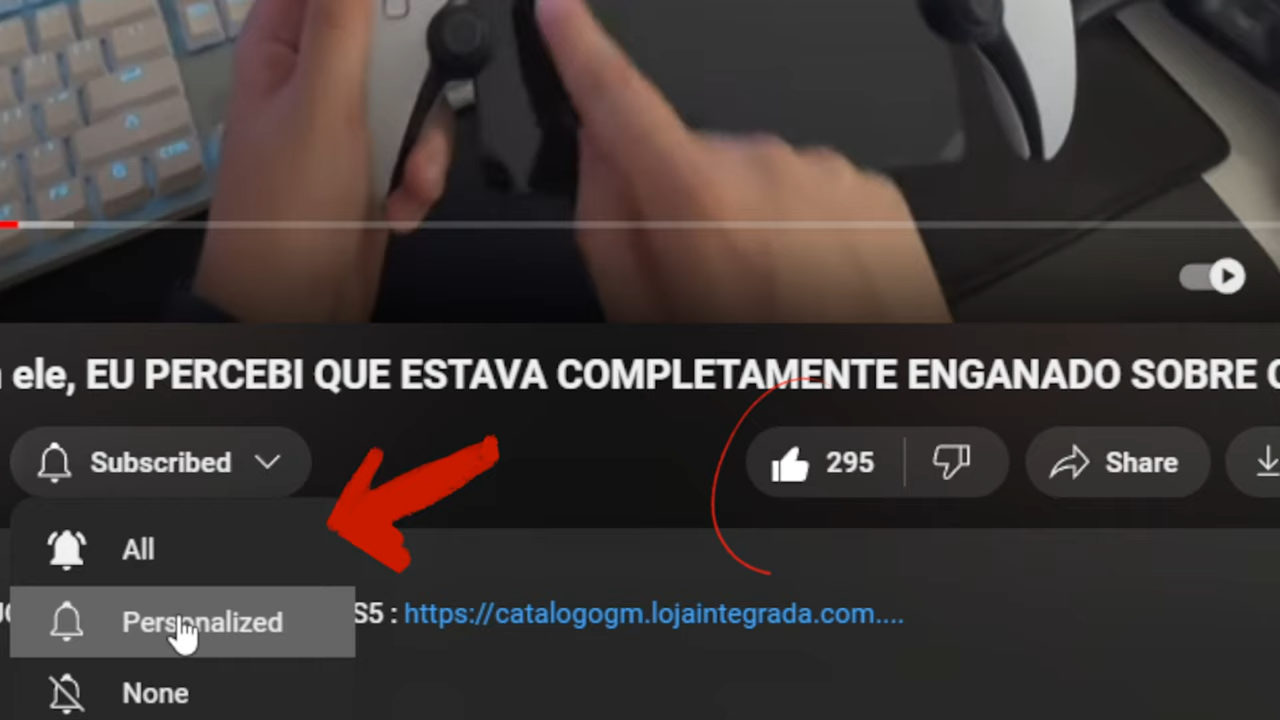 ele, EU PERCEBI QUE ESTAVA COMPLETAMENTE ENGANADO SOBRE
Subscribed
295
Share
All
S5 : https://catalogogm.lojaintegrada.com....
Personalized
None